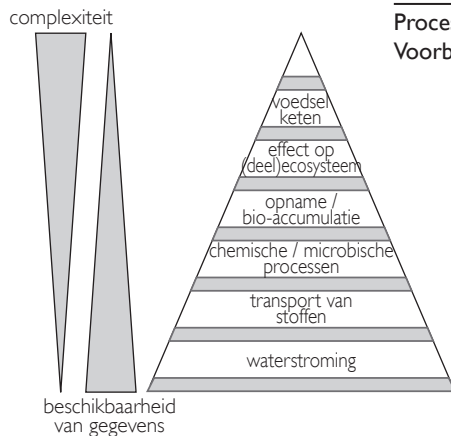 complexiteit
Proces
Voorb
voedsel
keten
effect op
(deel)ecosysteem
opname /
bio-accumulatie
chemische / microbische
processen
transport van
stoffen
waterstroming
beschikbaarheid
van gegevens